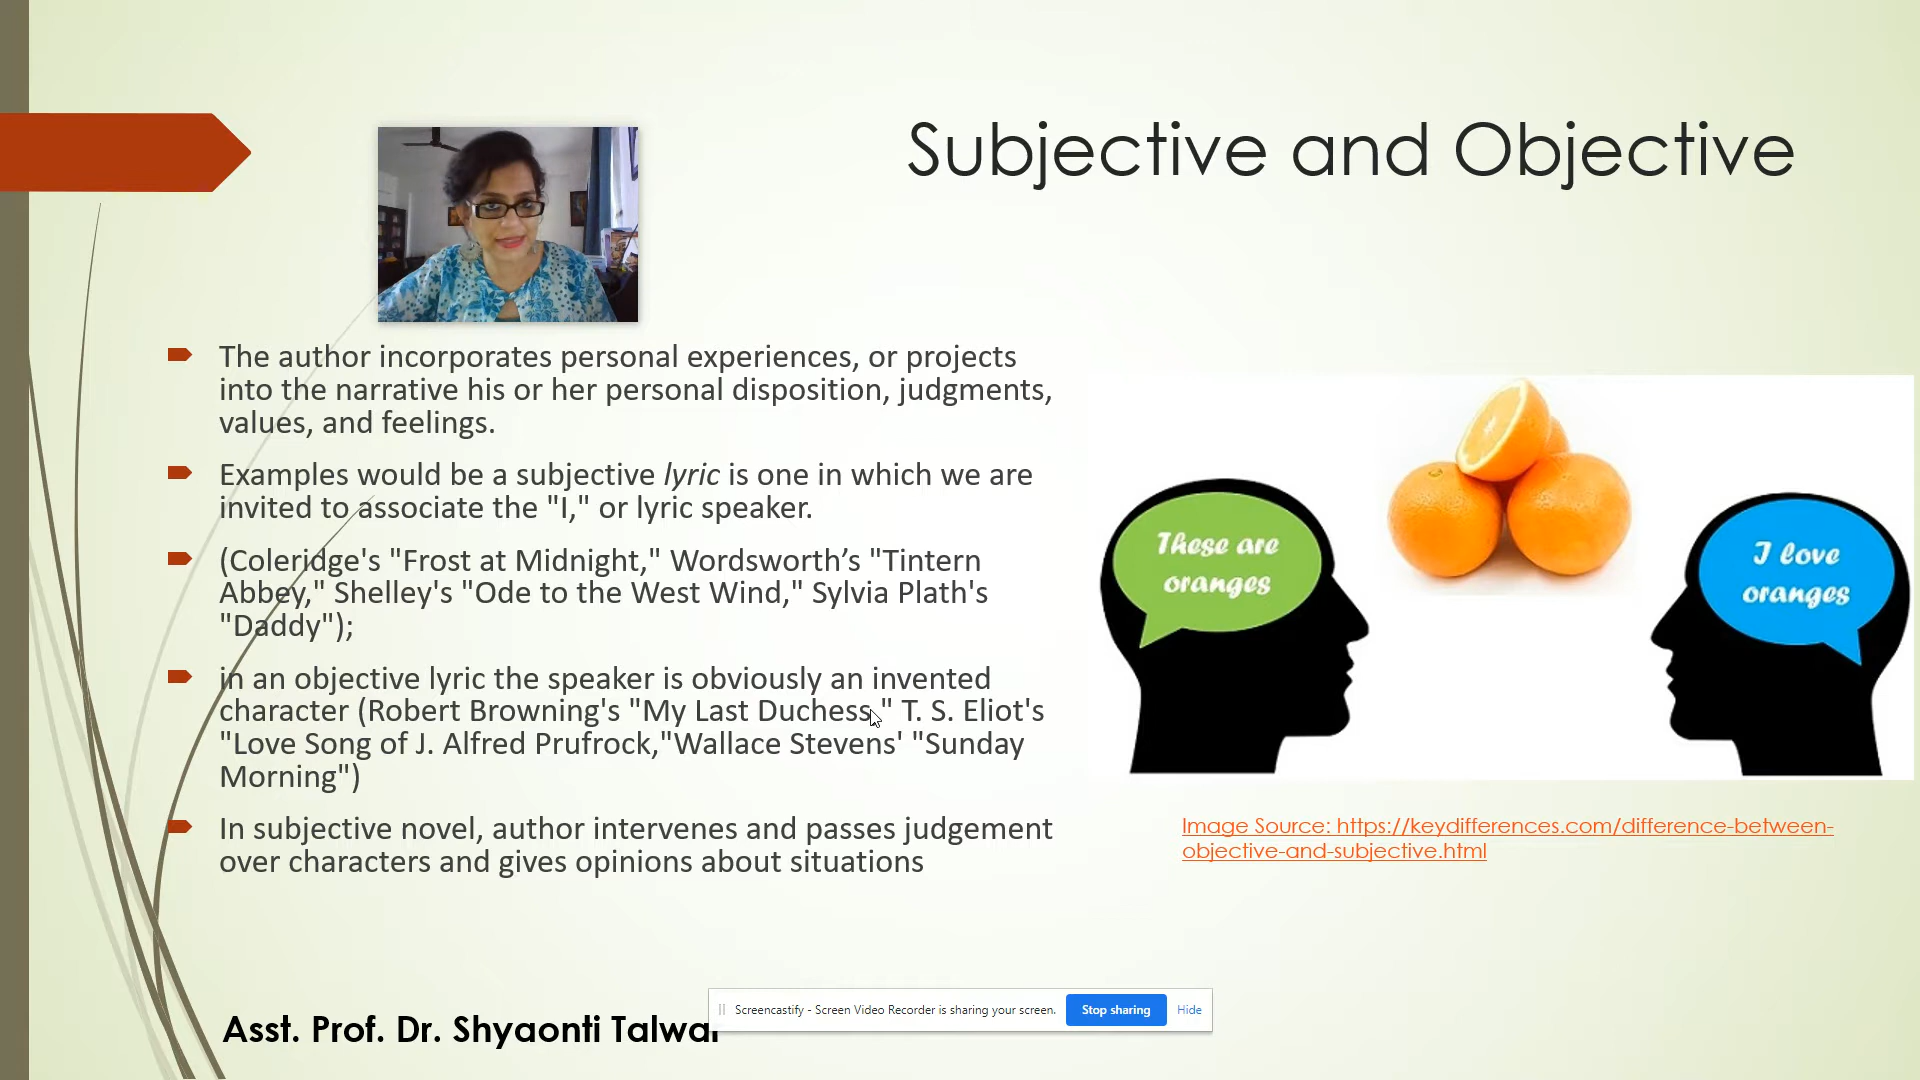 Subjective and Objective
The author incorporates personal experiences, or projects
into the narrative his or her personal disposition, judgments,
values, and feelings.
Examples would be a subjective lyric is one in which we are
invited to associate the "I," or lyric speaker.
(Coleridge's "Frost at Midnight," Wordsworth’s "Tintern
Abbey," Shelley's "Ode to the West Wind," Sylvia Plath's
"Daddy");
in an objective lyric the speaker is obviously an invented
character (Robert Browning's "My Last Duchess," T. S. Eliot's
"Love Song of J. Alfred Prufrock,"Wallace Stevens' "Sunday
Morning")
In subjective novel, author intervenes and passes judgement
over characters and gives opinions about situations
These are
oranges
I love
oranges
Image Source: https://keydifferences.com/difference-between-
objective-and-subjective.html
Asst. Prof. Dr. Shyaonti Talwar
Screencastify - Screen Video Recorder is sharing your screen.
Stop sharing
Hide